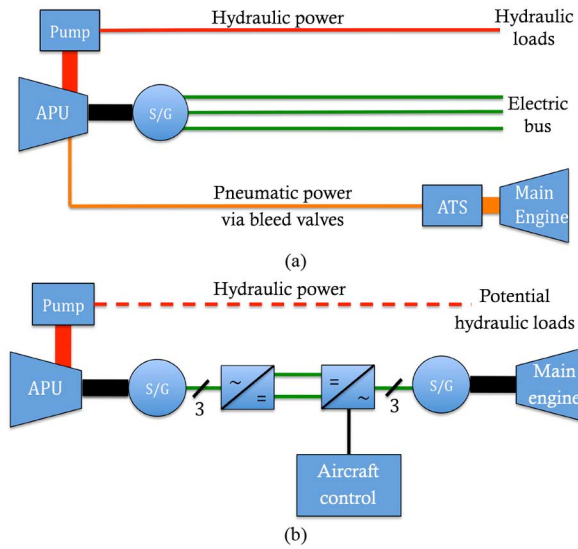 Pump
Hydraulic power
Hydraulic
loads
APU
S/G
Electric
bus
Pneumatic power
via bleed valves
ATS
Main
Engine
(a)
Pump
Hydraulic power
Potential
hydraulic loads
APU
S/G
3
~
=
=
~
3
S/G
Main
engine
Aircraft
control
(b)